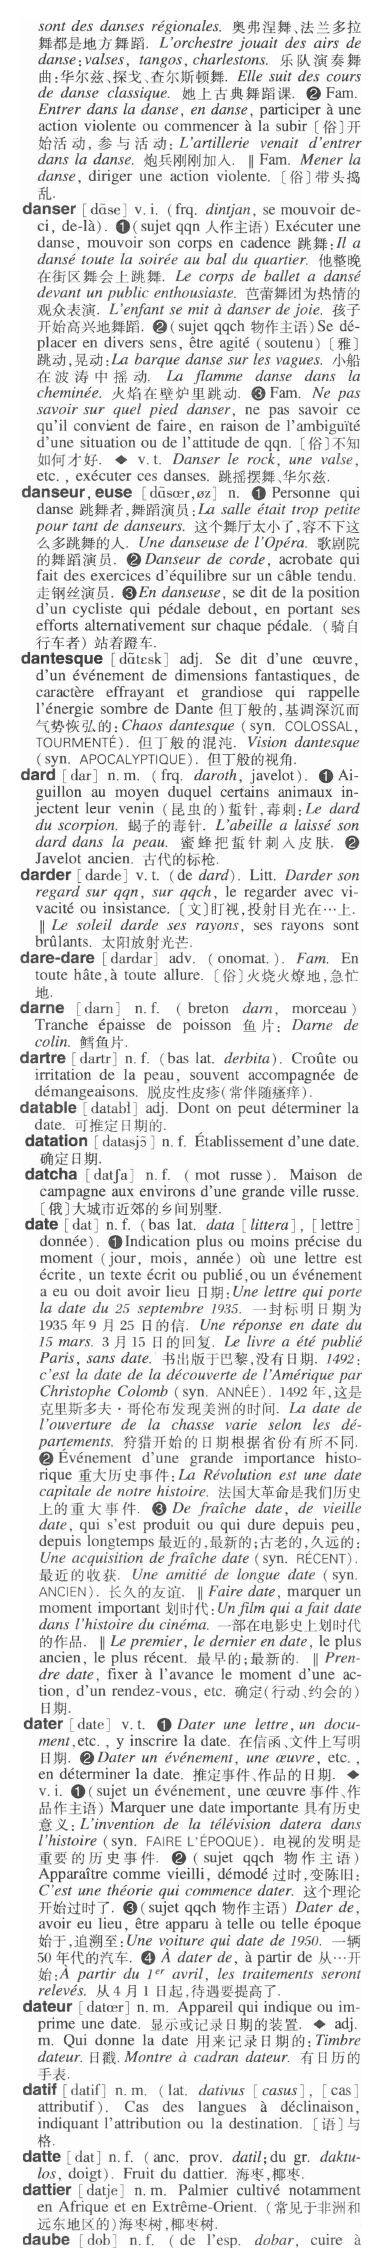 sont des danses régionales. 奥弗涅舞、法兰多拉
舞都是地方舞蹈. L'orchestre jouait des airs de
danse:valses, tangos, charlestons. 乐队演奏舞
曲:华尔兹、探戈、查尔斯顿舞. Elle suit des cours
de danse classique. 她上古典舞蹈课. ❷ Fam.
Entrer dans la danse, en danse, participer à une
action violente ou commencer à la subir〔俗〕开
始活动, 参与活动: L'artillerie venait d'entrer
dans la danse. 炮兵刚刚加入. ‖ Fam. Mener la
danse, diriger une action violente. 〔俗〕带头捣
乱.
danser [dɑ̃se] v. i. (frq. dintjan, se mouvoir de-
ci, de-là). ❶(sujet qqn 人作主语) Exécuter une
danse, mouvoir son corps en cadence 跳舞:Il a
dansé toute la soirée au bal du quartier. 他整晚
在街区舞会上跳舞. Le corps de ballet a dansé
devant un public enthousiaste. 芭蕾舞团为热情的
观众表演. L'enfant se mit à danser de joie. 孩子
开始高兴地舞蹈. ❷(sujet qqch 物作主语)Se dé-
placer en divers sens, être agité (soutenu)〔雅〕
跳动,晃动:La barque danse sur les vagues. 小船
在波涛中摇动. La flamme danse dans la
cheminée. 火焰在壁炉里跳动. ❸ Fam. Ne pas
savoir sur quel pied danser, ne pas savoir ce
qu'il convient de faire, en raison de l'ambiguïté
d'une situation ou de l'attitude de qqn. 〔俗〕不知
如何才好. ◆ v. t. Danser le rock, une valse,
etc. , exécuter ces danses. 跳摇摆舞、华尔兹.
danseur, euse [dɑ̃sœr,øz] n. ❶ Personne qui
danse 跳舞者,舞蹈演员:La salle était trop petite
pour tant de danseurs. 这个舞厅太小了,容不下这
么多跳舞的人. Une danseuse de l'Opéra. 歌剧院
的舞蹈演员. ❷ Danseur de corde, acrobate qui
fait des exercices d'équilibre sur un câble tendu.
走钢丝演员. ❸En danseuse, se dit de la position
d'un cycliste qui pédale debout, en portant ses
efforts alternativement sur chaque pédale. (骑自
行车者) 站着蹬车.
dantesque [dɑ̃tɛsk] adj. Se dit d'une œuvre,
d'un événement de dimensions fantastiques, de
caractère effrayant et grandiose qui rappelle
l'énergie sombre de Dante 但丁般的,基调深沉而
气势恢弘的: Chaos dantesque (syn. COLOSSAL,
TOURMENTÉ). 但丁般的混沌. Vision dantesque
(syn. APOCALYPTIQUE). 但丁般的视角.
dard [dar] n. m. (frq. daroth, javelot). ❶ Ai-
guillon au moyen duquel certains animaux in-
jectent leur venin (昆虫的) 蜇针,毒刺: Le dard
du scorpion. 蝎子的毒针. L'abeille a laissé son
dard dans la peau. 蜜蜂把蜇针刺入皮肤. ❷
Javelot ancien. 古代的标枪.
darder [darde] v. t. (de dard). Litt. Darder son
regard sur qqn, sur qqch, le regarder avec vi-
vacité ou insistance. 〔文〕盯视,投射目光在…上.
‖ Le soleil darde ses rayons, ses rayons sont
brûlants. 太阳放射光芒.
dare-dare [dardar] adv. (onomat.). Fam. En
toute hâte,à toute allure. 〔俗〕火烧火燎地,急忙
地.
darne [darn] n. f. (breton darn, morceau)
Tranche épaisse de poisson 鱼片: Darne de
colin. 鳕鱼片.
dartre [dartr] n. f. (bas lat. derbita). Croûte ou
irritation de la peau, souvent accompagnée de
démangeaisons. 脱皮性皮疹(常伴随瘙痒).
datable [databl] adj. Dont on peut déterminer la
date. 可推定日期的.
datation [datasjɔ̃] n. f. Établissement d'une date.
确定日期.
datcha [datʃa] n. f. (mot russe). Maison de
campagne aux environs d'une grande ville russe.
〔俄〕大城市近郊的乡间别墅.
date [dat] n. f. (bas lat. data [littera], [lettre]
donnée). ❶Indication plus ou moins précise du
moment (jour, mois, année) où une lettre est
écrite, un texte écrit ou publié,ou un événement
a eu ou doit avoir lieu 日期:Une lettre qui porte
la date du 25 septembre 1935. 一封标明日期为
1935 年 9 月 25 日的信. Une réponse en date du
15 mars. 3 月 15 日的回复. Le livre a été publié
Paris, sans date. 书出版于巴黎,没有日期. 1492:
c'est la date de la découverte de l'Amérique par
Christophe Colomb (syn. ANNÉE). 1492 年,这是
克里斯多夫·哥伦布发现美洲的时间. La date de
l'ouverture de la chasse varie selon les dé-
partements. 狩猎开始的日期根据省份有所不同.
❷ Événement d'une grande importance histo-
rique 重大历史事件:La Révolution est une date
capitale de notre histoire. 法国大革命是我们历史
上的重大事件. ❸ De fraîche date, de vieille
date, qui s'est produit ou qui dure depuis peu,
depuis longtemps 最近的,最新的;古老的,久远的:
Une acquisition de fraîche date (syn. RÉCENT).
最近的收获. Une amitié de longue date (syn.
ANCIEN). 长久的友谊. ‖ Faire date, marquer un
moment important 划时代:Un film qui a fait date
dans l'histoire du cinéma. 一部在电影史上划时代
的作品. ‖ Le premier, le dernier en date, le plus
ancien, le plus récent. 最早的;最新的. ‖ Pren-
dre date, fixer à l'avance le moment d'une ac-
tion, d'un rendez-vous, etc. 确定(行动、约会的)
日期.
dater [date] v. t. ❶ Dater une lettre, un docu-
ment,etc. , y inscrire la date. 在信函、文件上写明
日期. ❷Dater un événement, une œuvre, etc. ,
en déterminer la date. 推定事件、作品的日期. ◆
v. i. ❶(sujet un événement, une œuvre 事件、作
品作主语) Marquer une date importante 具有历史
意义:L'invention de la télévision datera dans
l'histoire (syn. FAIRE L'ÉPOQUE). 电视的发明是
重要的历史事件. ❷ (sujet qqch 物作主语)
Apparaître comme vieilli, démodé 过时,变陈旧:
C'est une théorie qui commence dater. 这个理论
开始过时了. ❸(sujet qqch 物作主语) Dater de,
avoir eu lieu, être apparu à telle ou telle époque
始于,追溯至:Une voiture qui date de 1950. 一辆
50 年代的汽车. ❹ À dater de, à partir de 从…开
始:À partir du 1er avril, les traitements seront
relevés. 从 4 月 1 日起,待遇要提高了.
dateur [datœr] n. m. Appareil qui indique ou im-
prime une date. 显示或记录日期的装置. ◆ adj.
m. Qui donne la date 用来记录日期的:Timbre
dateur. 日戳. Montre à cadran dateur. 有日历的
手表.
datif [datif] n. m. (lat. dativus [casus], [cas]
attributif). Cas des langues à déclinaison,
indiquant l'attribution ou la destination. 〔语〕与
格.
datte [dat] n. f. (anc. prov. datil;du gr. daktu-
los, doigt). Fruit du dattier. 海枣,椰枣.
dattier [datje] n. m. Palmier cultivé notamment
en Afrique et en Extrême-Orient. (常见于非洲和
远东地区的)海枣树,椰枣树.
daube [dob] n. f. (de l'esp. dobar, cuire à